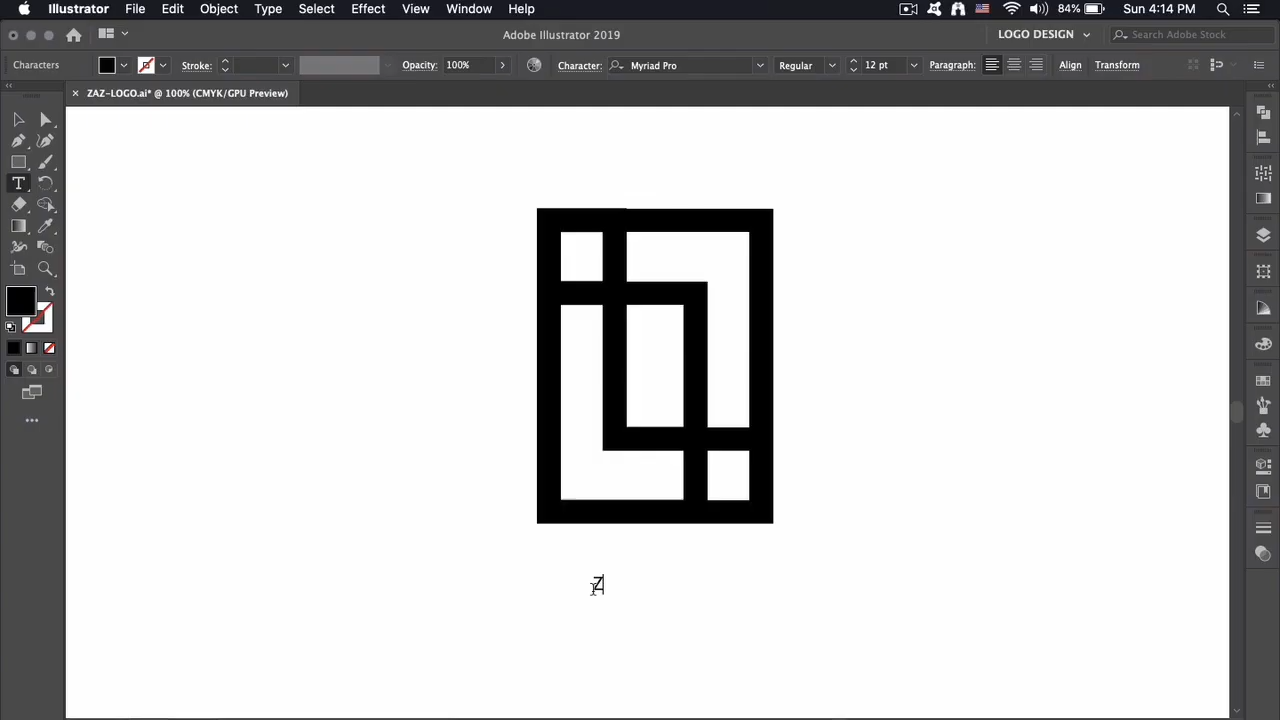 Illustrator File Edit Object Type Select Effect View Window Help 84% Sun 4:14 PM
Adobe Illustrator 2019 LOGO DESIGN Search Adobe Stock
Characters Stroke: Opacity: 100% Character: Myriad Pro Regular 12 pt Paragraph: Align Transform
ZAZ-LOGO.ai* @ 100% (CMYK/GPU Preview)
T
Z